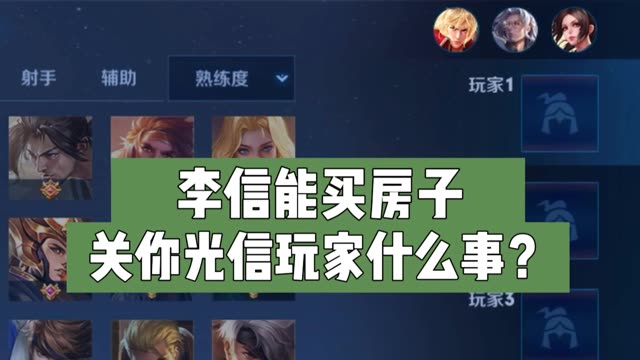 射手 辅助 熟练度
玩家1
李信能买房子
关你光信玩家什么事？
玩家3